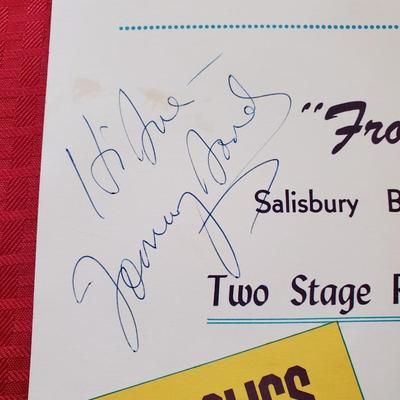 Hi Sue -
Tommy Sands
"Fro
Salisbury B
Two Stage
OLICS